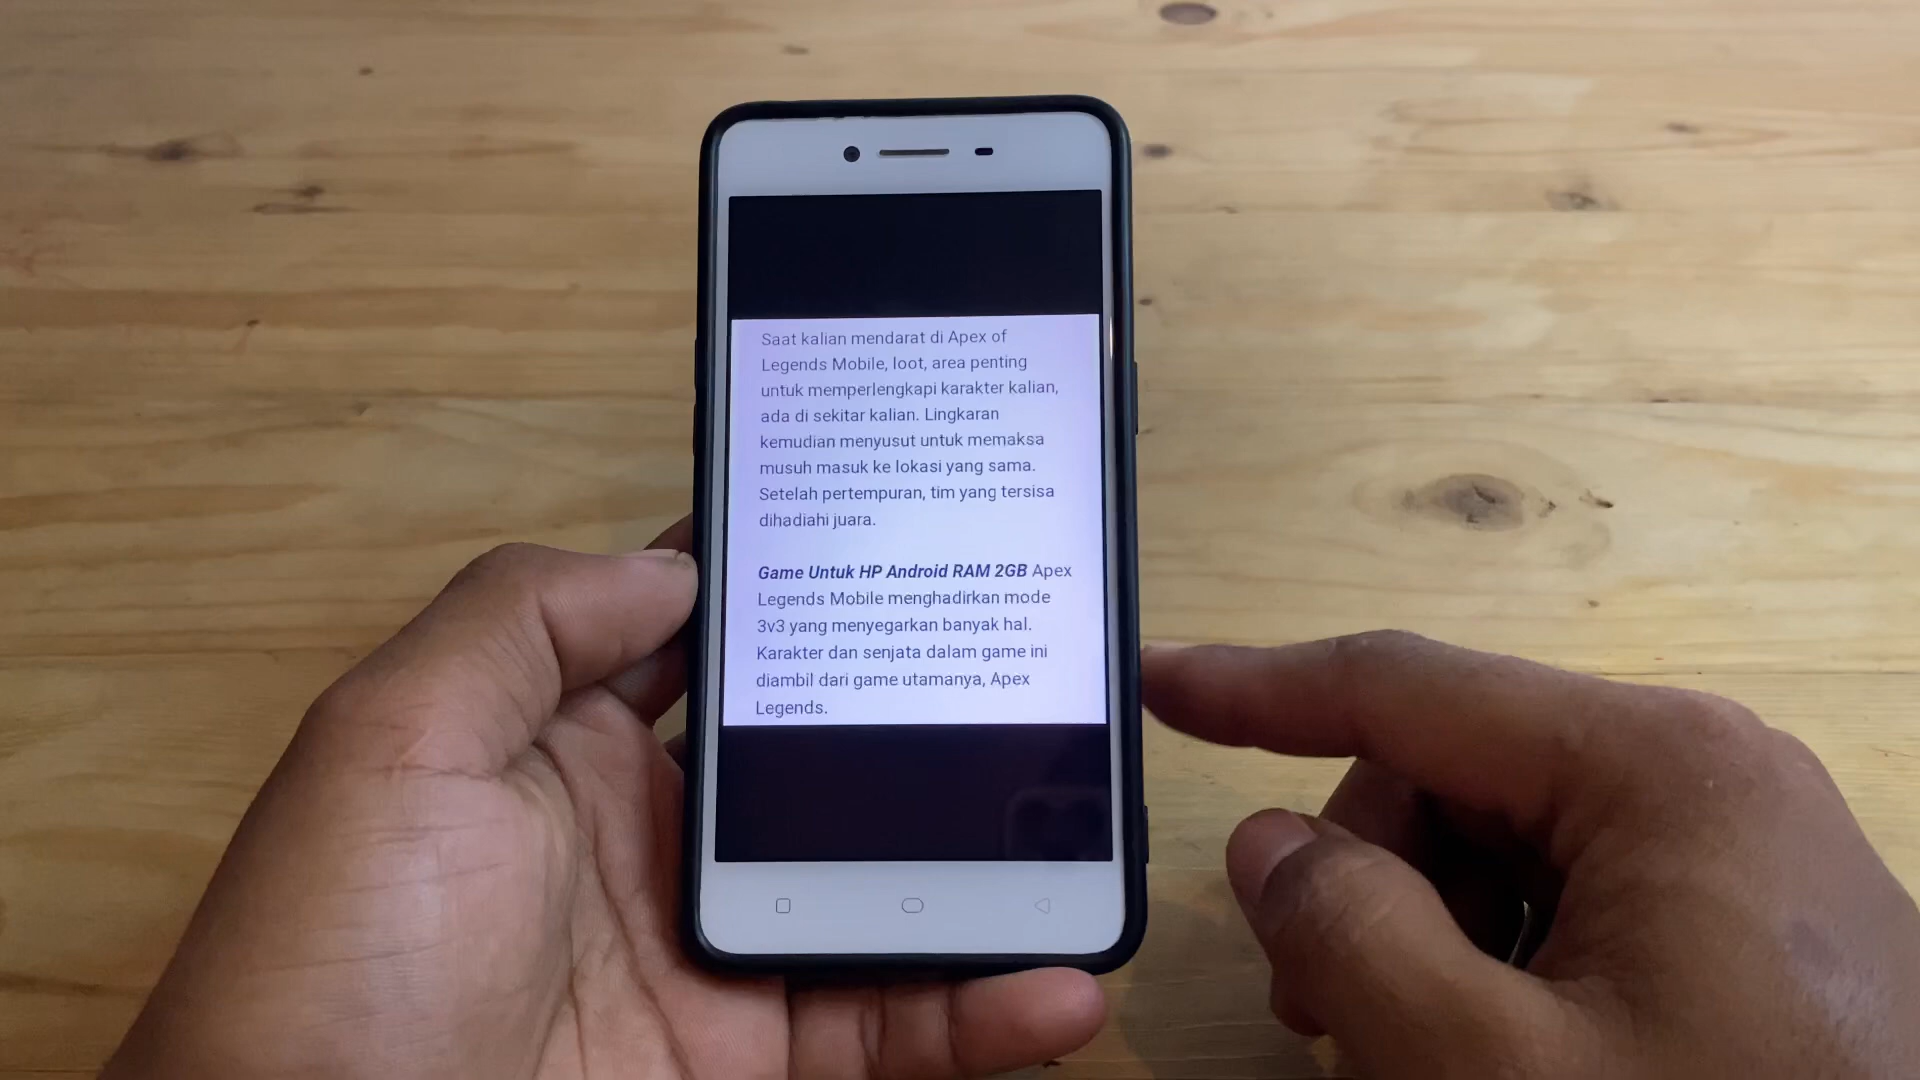 Saat kalian mendarat di Apex of
Legends Mobile, loot, area penting
untuk memperlengkapi karakter kalian,
ada di sekitar kalian. Lingkaran
kemudian menyusut untuk memaksa
musuh masuk ke lokasi yang sama.
Setelah pertempuran, tim yang tersisa
dihadiahi juara.
Game Untuk HP Android RAM 2GB Apex
Legends Mobile menghadirkan mode
3v3 yang menyegarkan banyak hal.
Karakter dan senjata dalam game ini
diambil dari game utamanya, Apex
Legends.